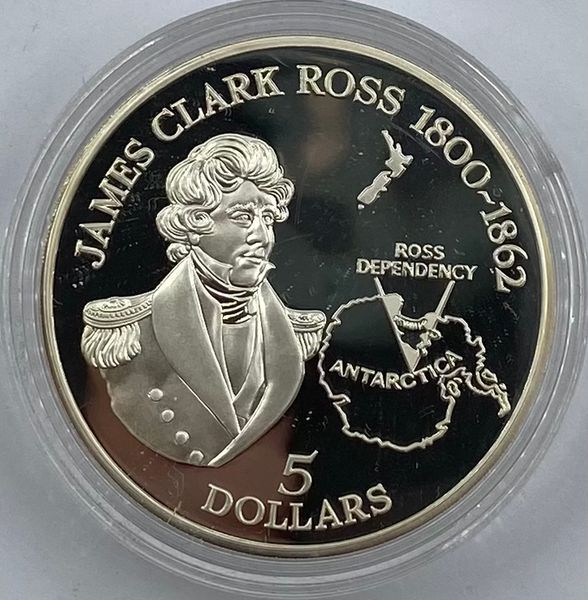 JAMES CLARK ROSS 1800~1862
ROSS
DEPENDENCY
ANTARCTICA
5
DOLLARS